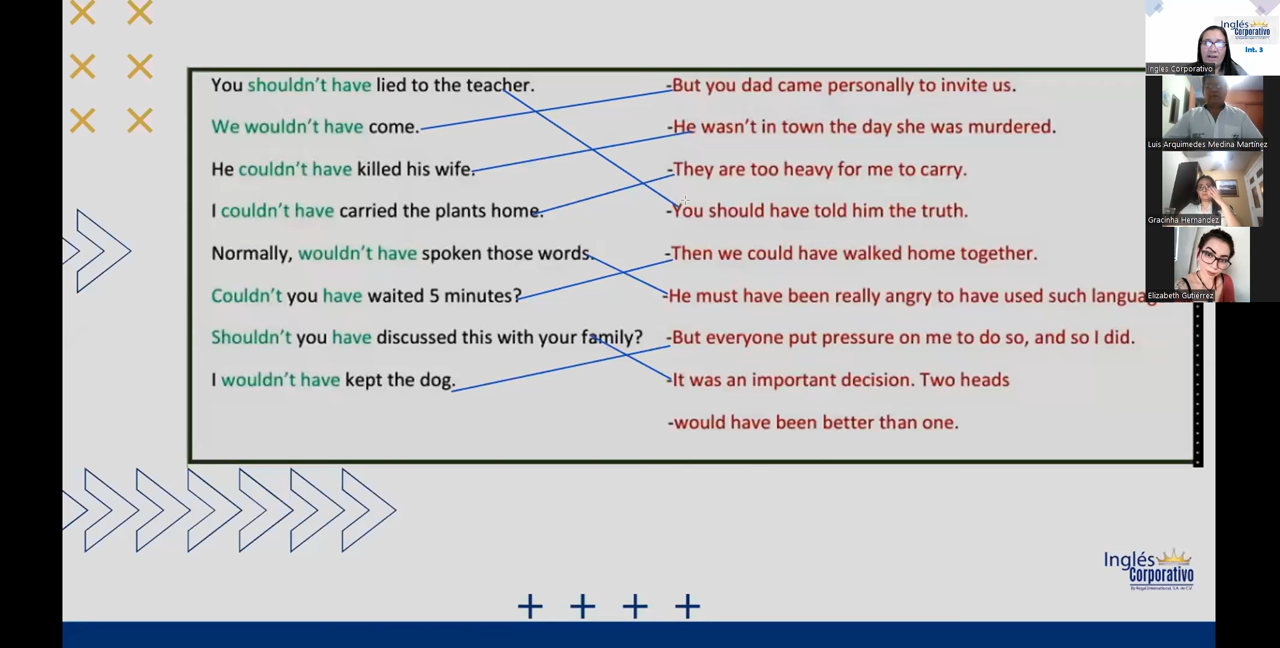 You shouldn't have lied to the teacher.
We wouldn't have come.
He couldn't have killed his wife.
I couldn't have carried the plants home.
Normally, wouldn't have spoken those words.
Couldn't you have waited 5 minutes?
Shouldn't you have discussed this with your family?
I wouldn't have kept the dog.
-But you dad came personally to invite us.
-He wasn't in town the day she was murdered.
-They are too heavy for me to carry.
-You should have told him the truth.
-Then we could have walked home together.
-He must have been really angry to have used such
-But everyone put pressure on me to do so, and so I did.
-It was an important decision. Two heads
-would have been better than one.
Inglés
Corporativo
Int. 3
Ingles Corporativo
Luis Arquimedes Medina Martínez
Gracinha Hernandez
Elizabeth Gutiérrez
Inglés
Corporativo